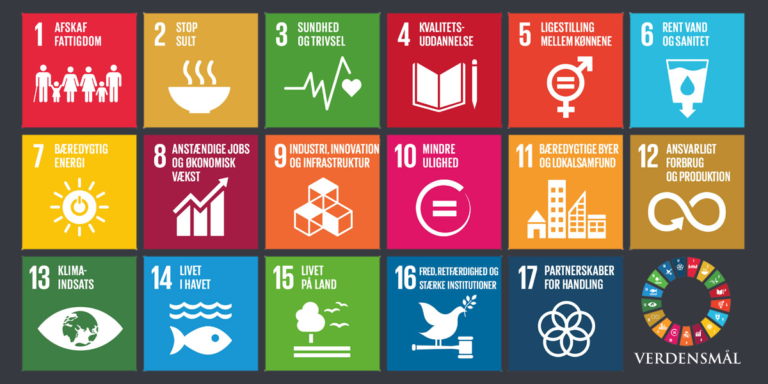 1 AFSKAF
FATTIGDOM
2 STOP
SULT
3 SUNDHED
OG TRIVSEL
4 KVALITETS-
UDDANNELSE
5 LIGESTILLING
MELLEM KØNNENE
6 RENT VAND
OG SANITET
7 BÆREDYGTIG
ENERGI
8 ANSTÆNDIGE JOBS
OG ØKONOMISK
VÆKST
9 INDUSTRI, INNOVATION
OG INFRASTRUKTUR
10 MINDRE
ULIGHED
11 BÆREDYGTIGE BYER
OG LOKALSAMFUND
12 ANSVARLIGT
FORBRUG
OG PRODUKTION
13 KLIMA-
INDSATS
14 LIVET
I HAVET
15 LIVET
PÅ LAND
16 FRED, RETFÆRDIGHED OG
STÆRKE INSTITUTIONER
17 PARTNERSKABER
FOR HANDLING
VERDENSMÅL